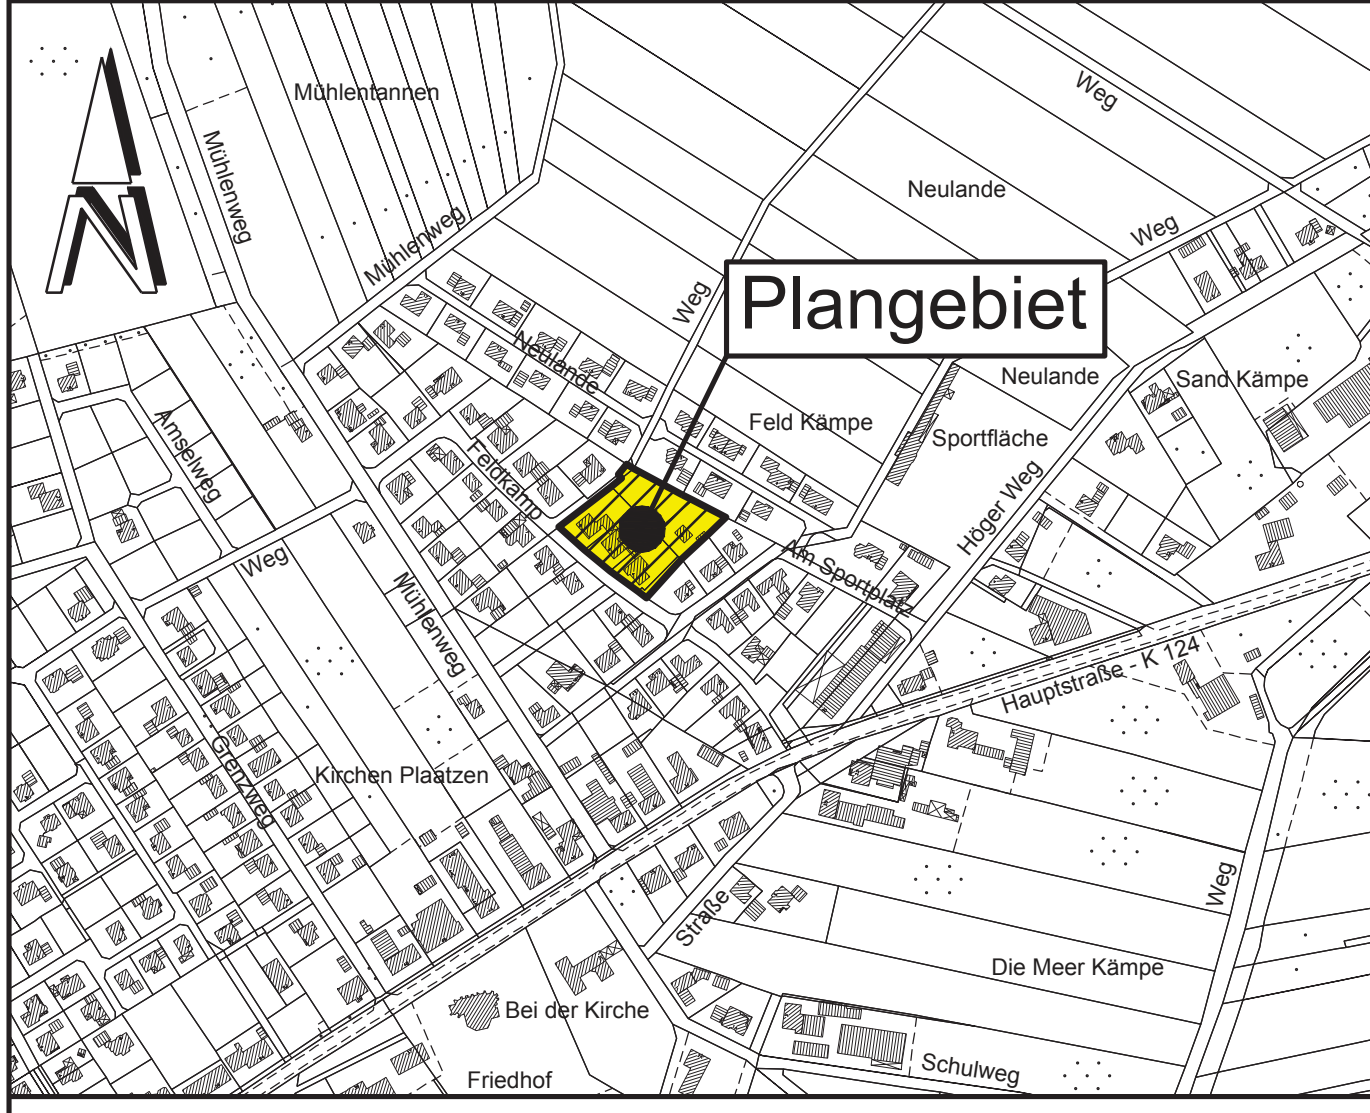 Mühlentannen
Weg
Mühlenweg
Neulande
Mühlenweg
Weg
Plangebiet
Weg
N
Neulande
Neulande
Sand Kämpe
Feld Kämpe
Amselweg
Feldkamp
Sportfläche
Höger Weg
Weg
Am Sportplatz
Mühlenweg
Hauptstraße - K 124
Genzweg
Kirchen Plaatzen
Weg
Straße
Die Meer Kämpe
Bei der Kirche
Schulweg
Friedhof